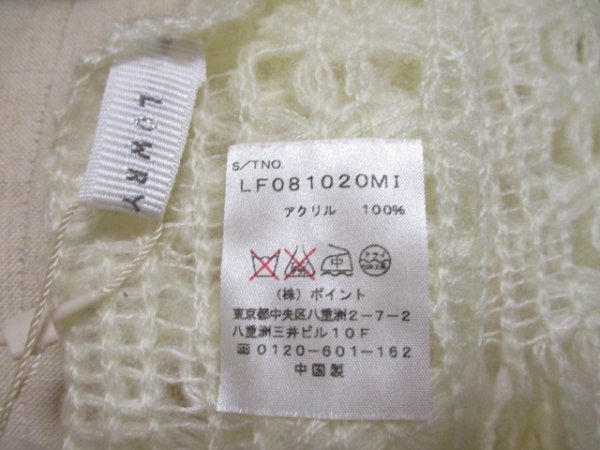 LOWRY
S/TNO.
LF081020MI
アクリル 100%
中
(株) ポイント
東京都中央区八重洲2-7-2
八重洲三井ビル10F
☎ 0120-601-162
中国製